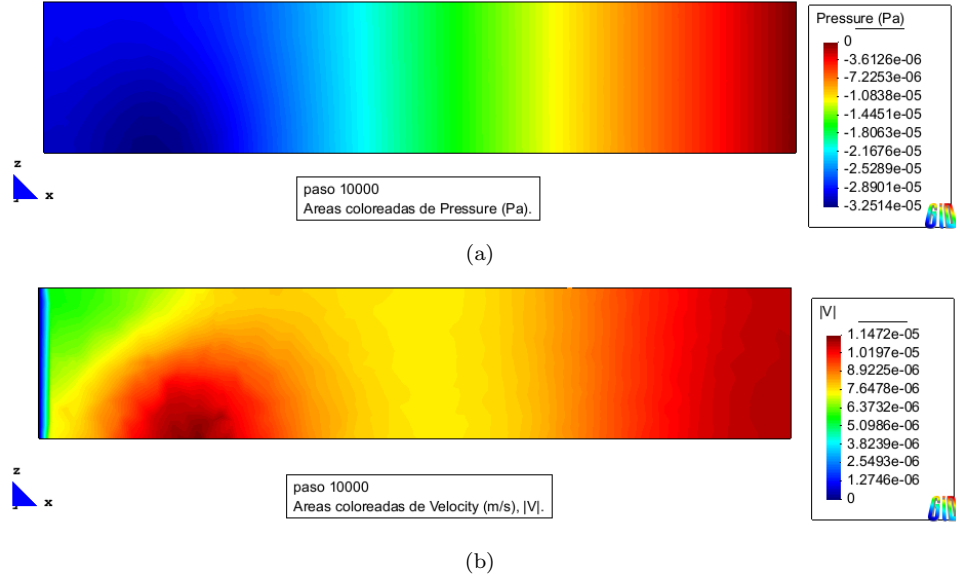 Pressure (Pa)
0
-3.6126e-06
-7.2253e-06
-1.0838e-05
-1.4451e-05
-1.8063e-05
-2.1676e-05
-2.5289e-05
-2.8901e-05
-3.2514e-05
GiD
z
x
paso 10000
Areas coloreadas de Pressure (Pa).
(a)
|V|
1.1472e-05
1.0197e-05
8.9225e-06
7.6478e-06
6.3732e-06
5.0986e-06
3.8239e-06
2.5493e-06
1.2746e-06
0
GiD
z
x
paso 10000
Areas coloreadas de Velocity (m/s), |V|.
(b)